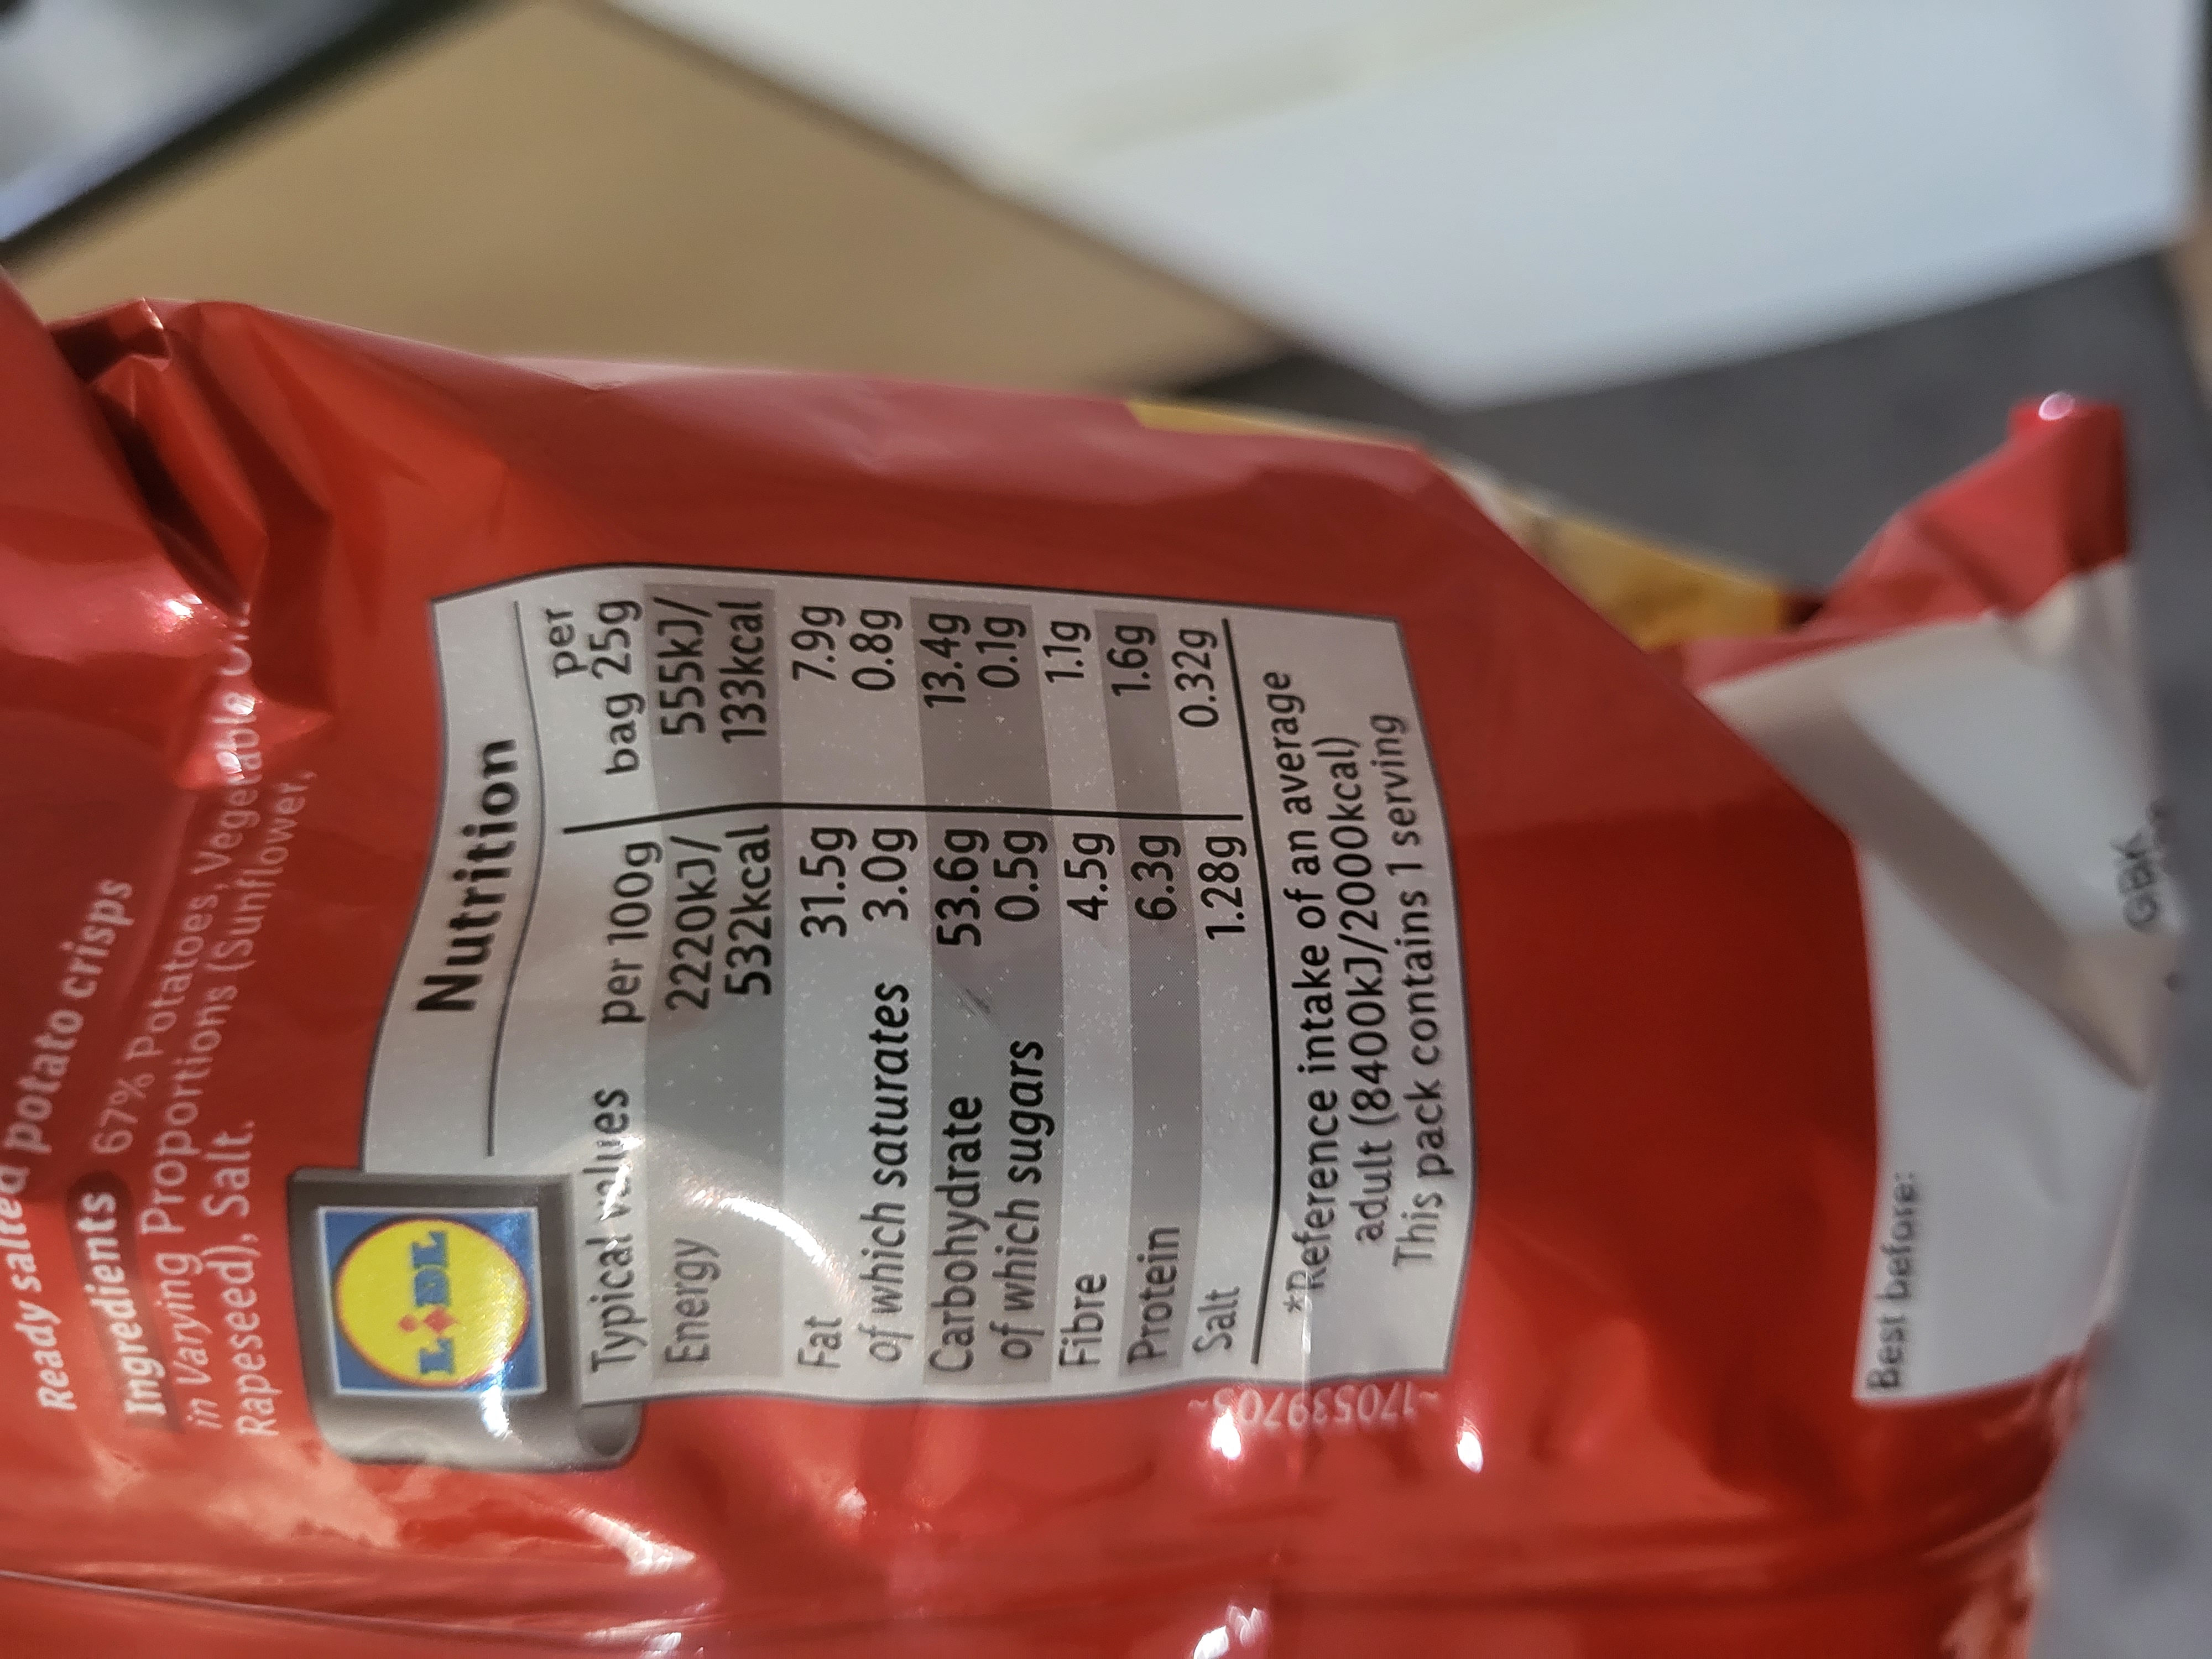 Ready salted potato crisps
Ingredients 67% Potatoes, Vegetable
in Varying Proportions (Sunflower,
Rapeseed), Salt.
LIDL
Nutrition
Typical values per 100g per bag 25g
Energy 2220kJ/ 555kJ/
532kcal 133kcal
Fat 31.5g 7.9g
of which saturates 3.0g 0.8g
Carbohydrate 53.6g 13.4g
of which sugars 0.5g 0.1g
Fibre 4.5g 1.1g
Protein 6.3g 1.6g
Salt 1.28g 0.32g
*Reference intake of an average
adult (8400kJ/2000kcal)
This pack contains 1 serving
Best before:
GBK